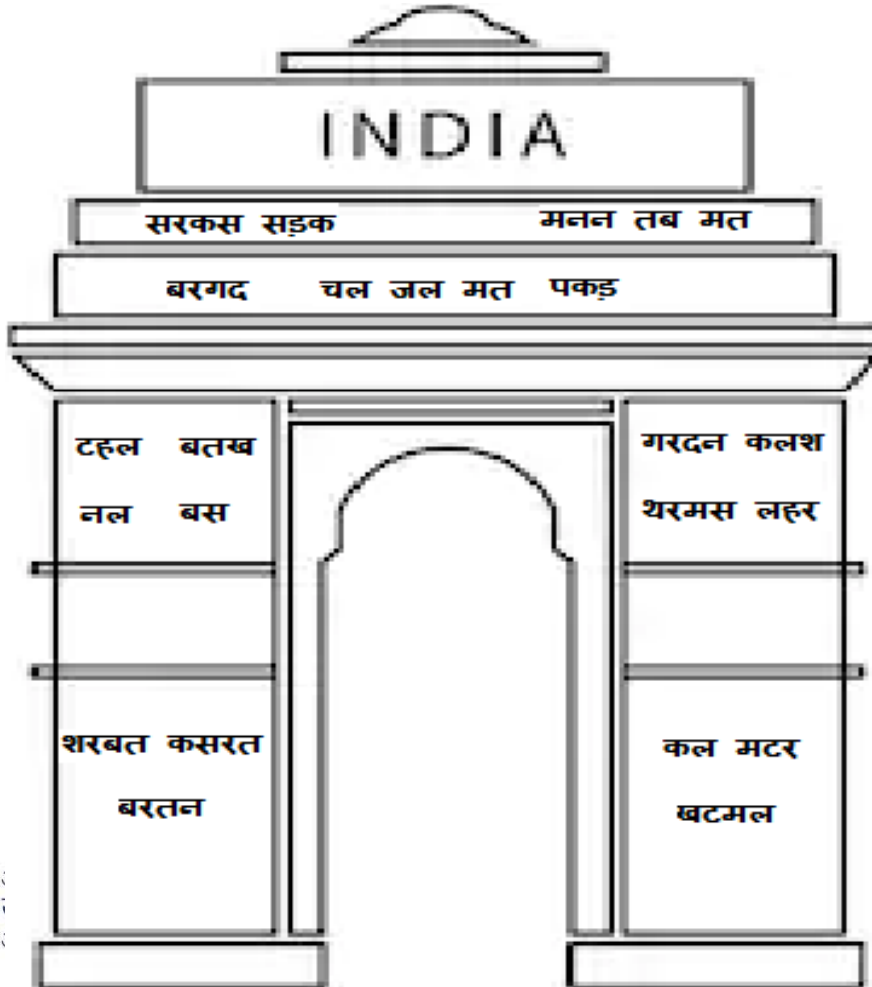 INDIA
सरकस सड़क मनन तब मत
बरगद चल जल मत पकड़
टहल बतख
नल बस
गरदन कलश
थरमस लहर
शरबत कसरत
बरतन
कल मटर
खटमल